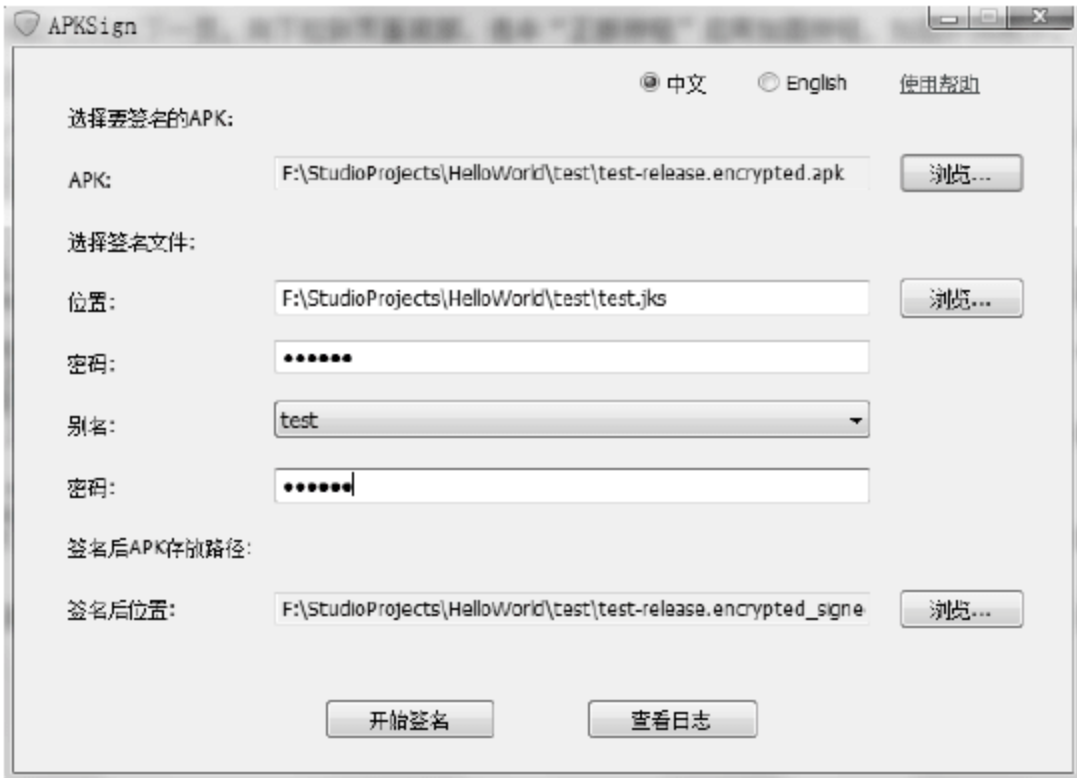 APKSign
中文 English 使用帮助
选择要签名的APK:
APK: F:\StudioProjects\HelloWorld\test\test-release.encrypted.apk 浏览...
选择签名文件:
位置: F:\StudioProjects\HelloWorld\test\test.jks 浏览...
密码: ••••••
别名: test
密码: ••••••
签名后APK存放路径:
签名后位置: F:\StudioProjects\HelloWorld\test\test-release.encrypted_signe 浏览...
开始签名 查看日志